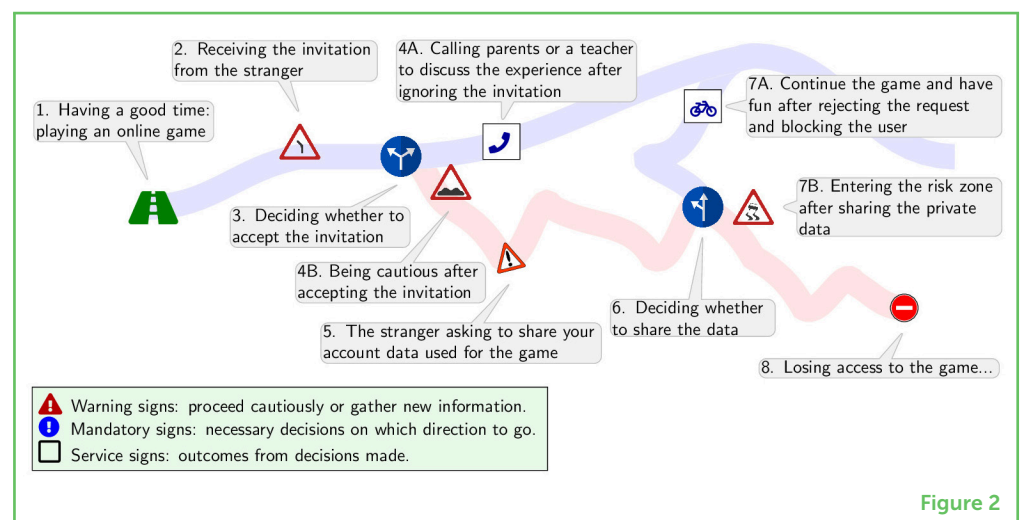 1. Having a good time:
playing an online game
2. Receiving the invitation
from the stranger
3. Deciding whether to
accept the invitation
4A. Calling parents or a teacher
to discuss the experience after
ignoring the invitation
4B. Being cautious after
accepting the invitation
5. The stranger asking to share your
account data used for the game
6. Deciding whether
to share the data
7A. Continue the game and have
fun after rejecting the request
and blocking the user
7B. Entering the risk zone
after sharing the private
data
8. Losing access to the game...
Warning signs: proceed cautiously or gather new information.
Mandatory signs: necessary decisions on which direction to go.
Service signs: outcomes from decisions made.
Figure 2